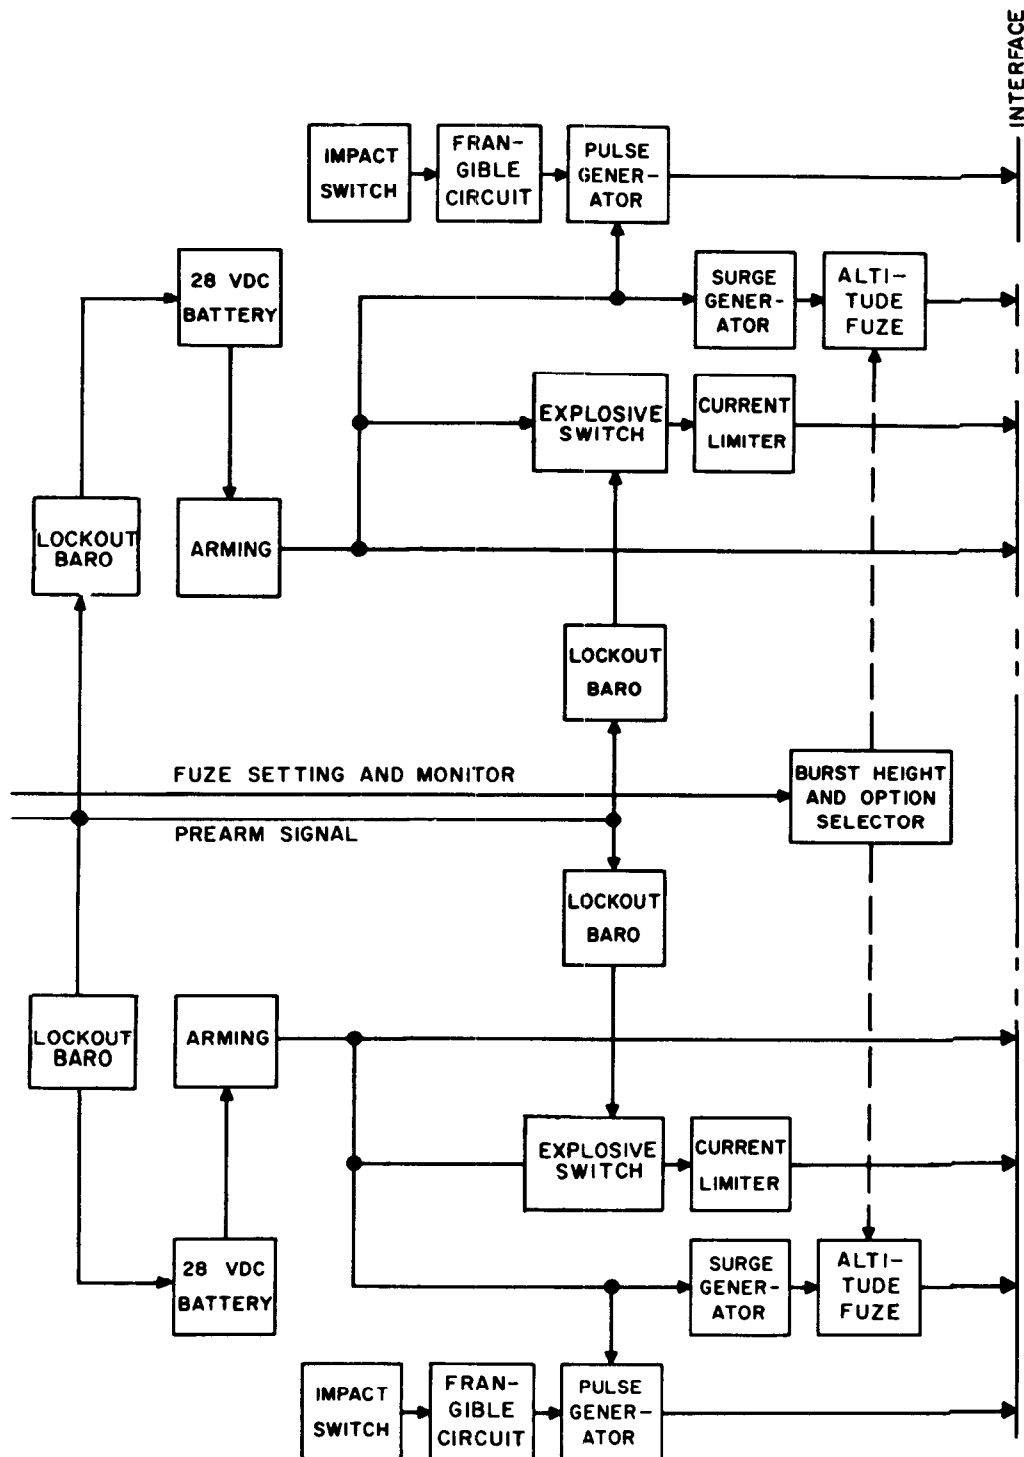 INTERFACE
IMPACT
SWITCH
FRAN-
GIBLE
CIRCUIT
PULSE
GENER-
ATOR
28 VDC
BATTERY
SURGE
GENER-
ATOR
ALTI-
TUDE
FUZE
EXPLOSIVE
SWITCH
CURRENT
LIMITER
LOCKOUT
BARO
ARMING
LOCKOUT
BARO
FUZE SETTING AND MONITOR
BURST HEIGHT
AND OPTION
SELECTOR
PREARM SIGNAL
LOCKOUT
BARO
LOCKOUT
BARO
ARMING
EXPLOSIVE
SWITCH
CURRENT
LIMITER
28 VDC
BATTERY
SURGE
GENER-
ATOR
ALTI-
TUDE
FUZE
IMPACT
SWITCH
FRAN-
GIBLE
CIRCUIT
PULSE
GENER-
ATOR